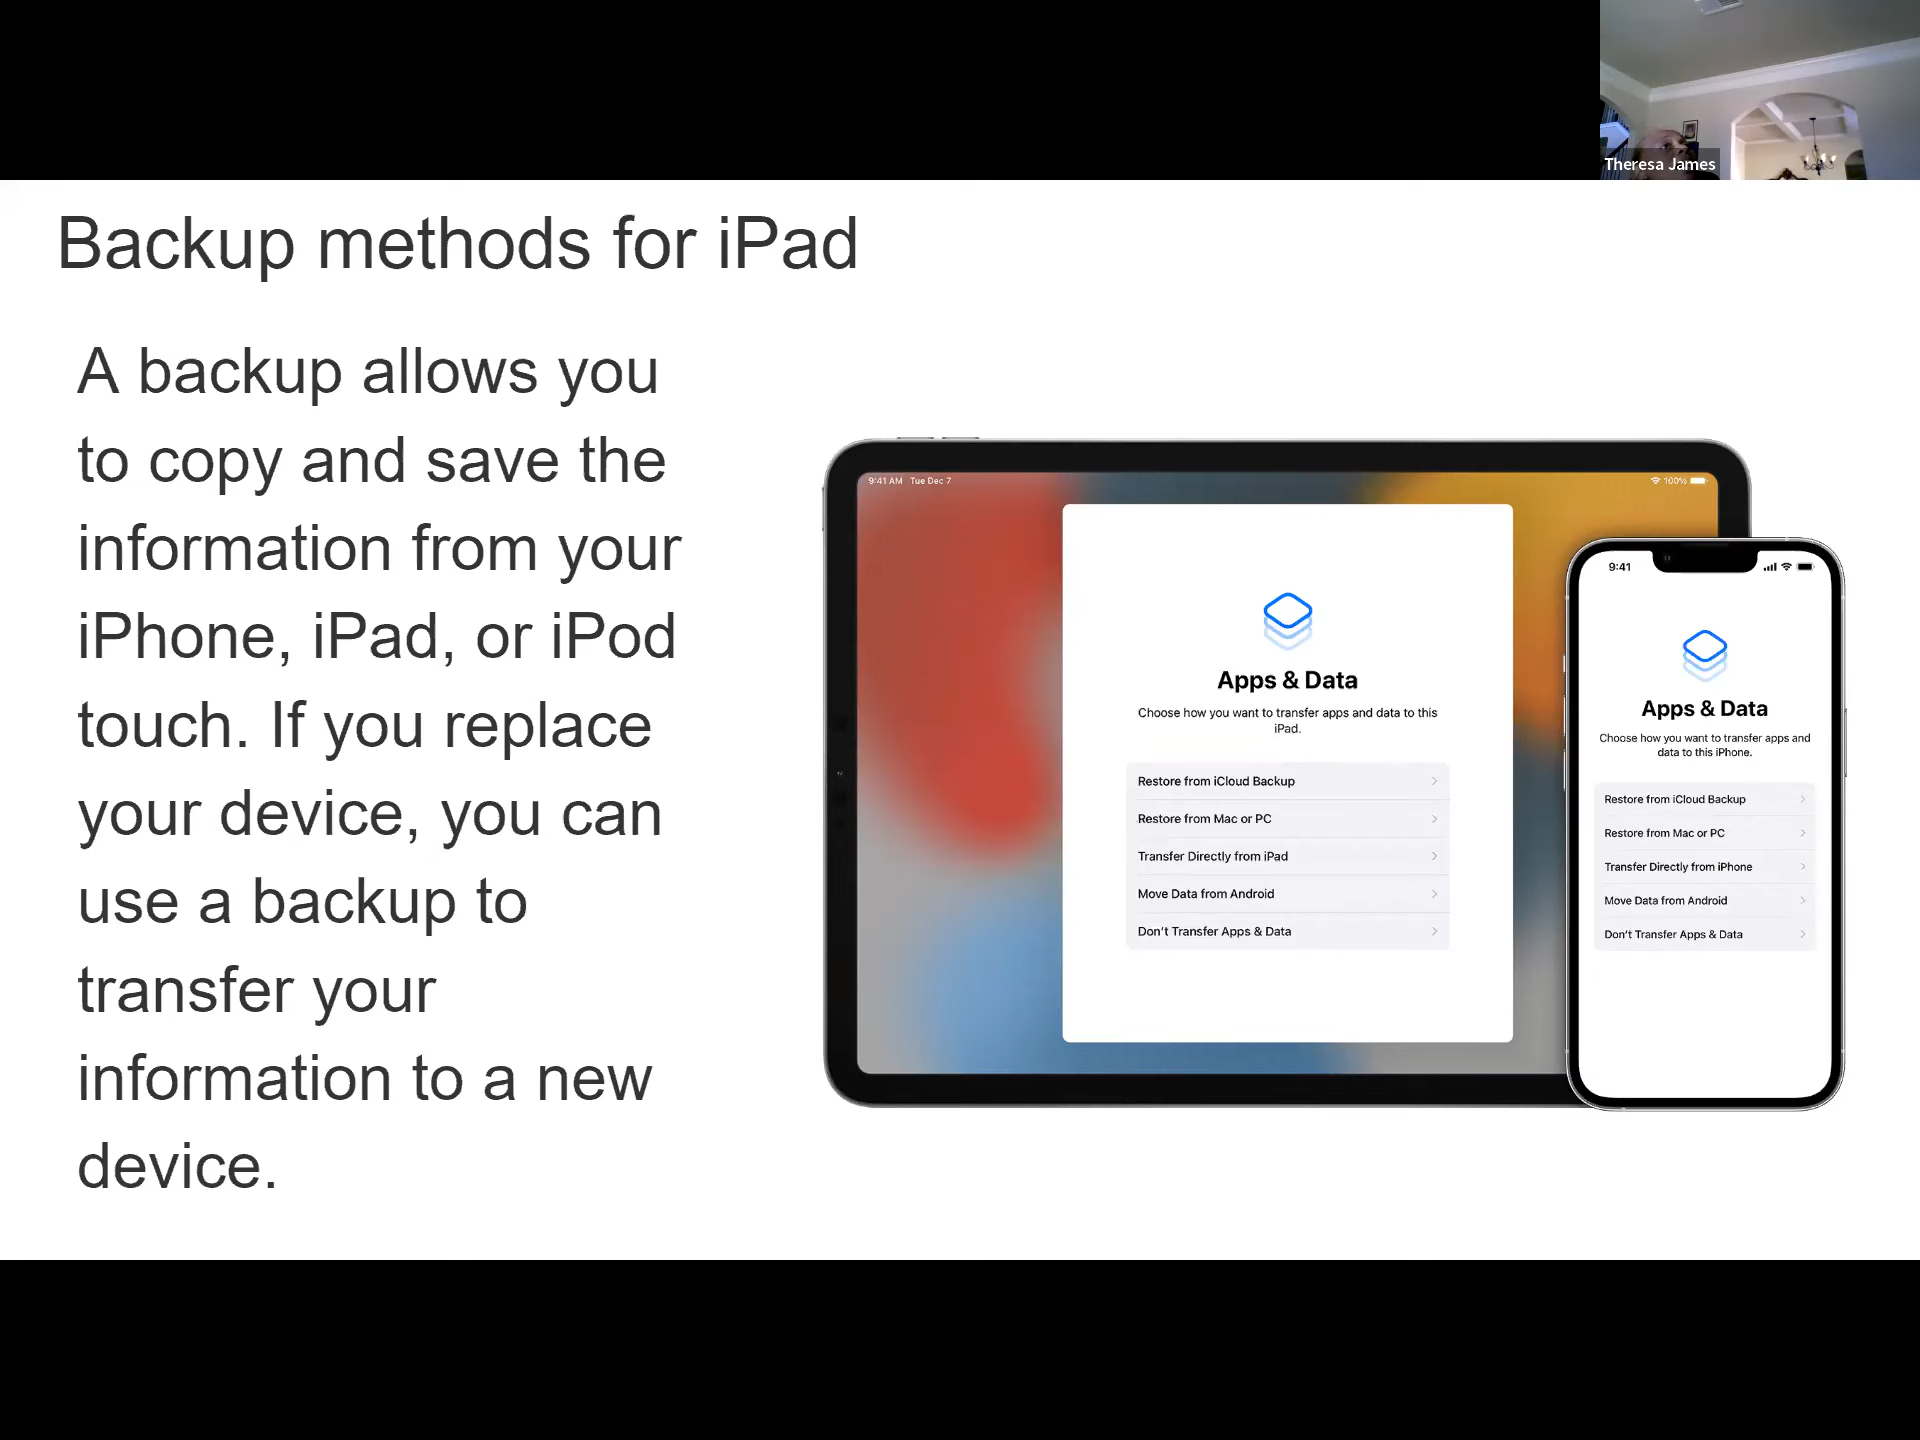 Theresa James
Backup methods for iPad
A backup allows you
to copy and save the
information from your
iPhone, iPad, or iPod
touch. If you replace
your device, you can
use a backup to
transfer your
information to a new
device.
9:41 AM Tue Dec 7
100%
Apps & Data
Choose how you want to transfer apps and data to this
iPad.
Restore from iCloud Backup
Restore from Mac or PC
Transfer Directly from iPad
Move Data from Android
Don't Transfer Apps & Data
9:41
Apps & Data
Choose how you want to transfer apps and
data to this iPhone.
Restore from iCloud Backup
Restore from Mac or PC
Transfer Directly from iPhone
Move Data from Android
Don't Transfer Apps & Data